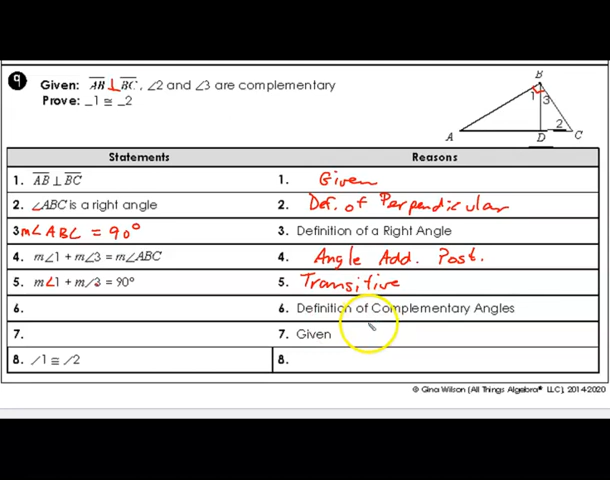 9 Given: AB ⊥ BC, ∠2 and ∠3 are complementary
Prove: ∠1 ≅ ∠2
B
1 3
2
A D C
Statements Reasons
1. AB ⊥ BC 1. Given
2. ∠ABC is a right angle 2. Def. of Perpendicular
3 m∠ABC = 90° 3. Definition of a Right Angle
4. m∠1 + m∠3 = m∠ABC 4. Angle Add. Post.
5. m∠1 + m∠3 = 90° 5. Transitive
6. 6. Definition of Complementary Angles
7. 7. Given
8. ∠1 ≅ ∠2 8.
© Gina Wilson (All Things Algebra® LLC), 2014-2020